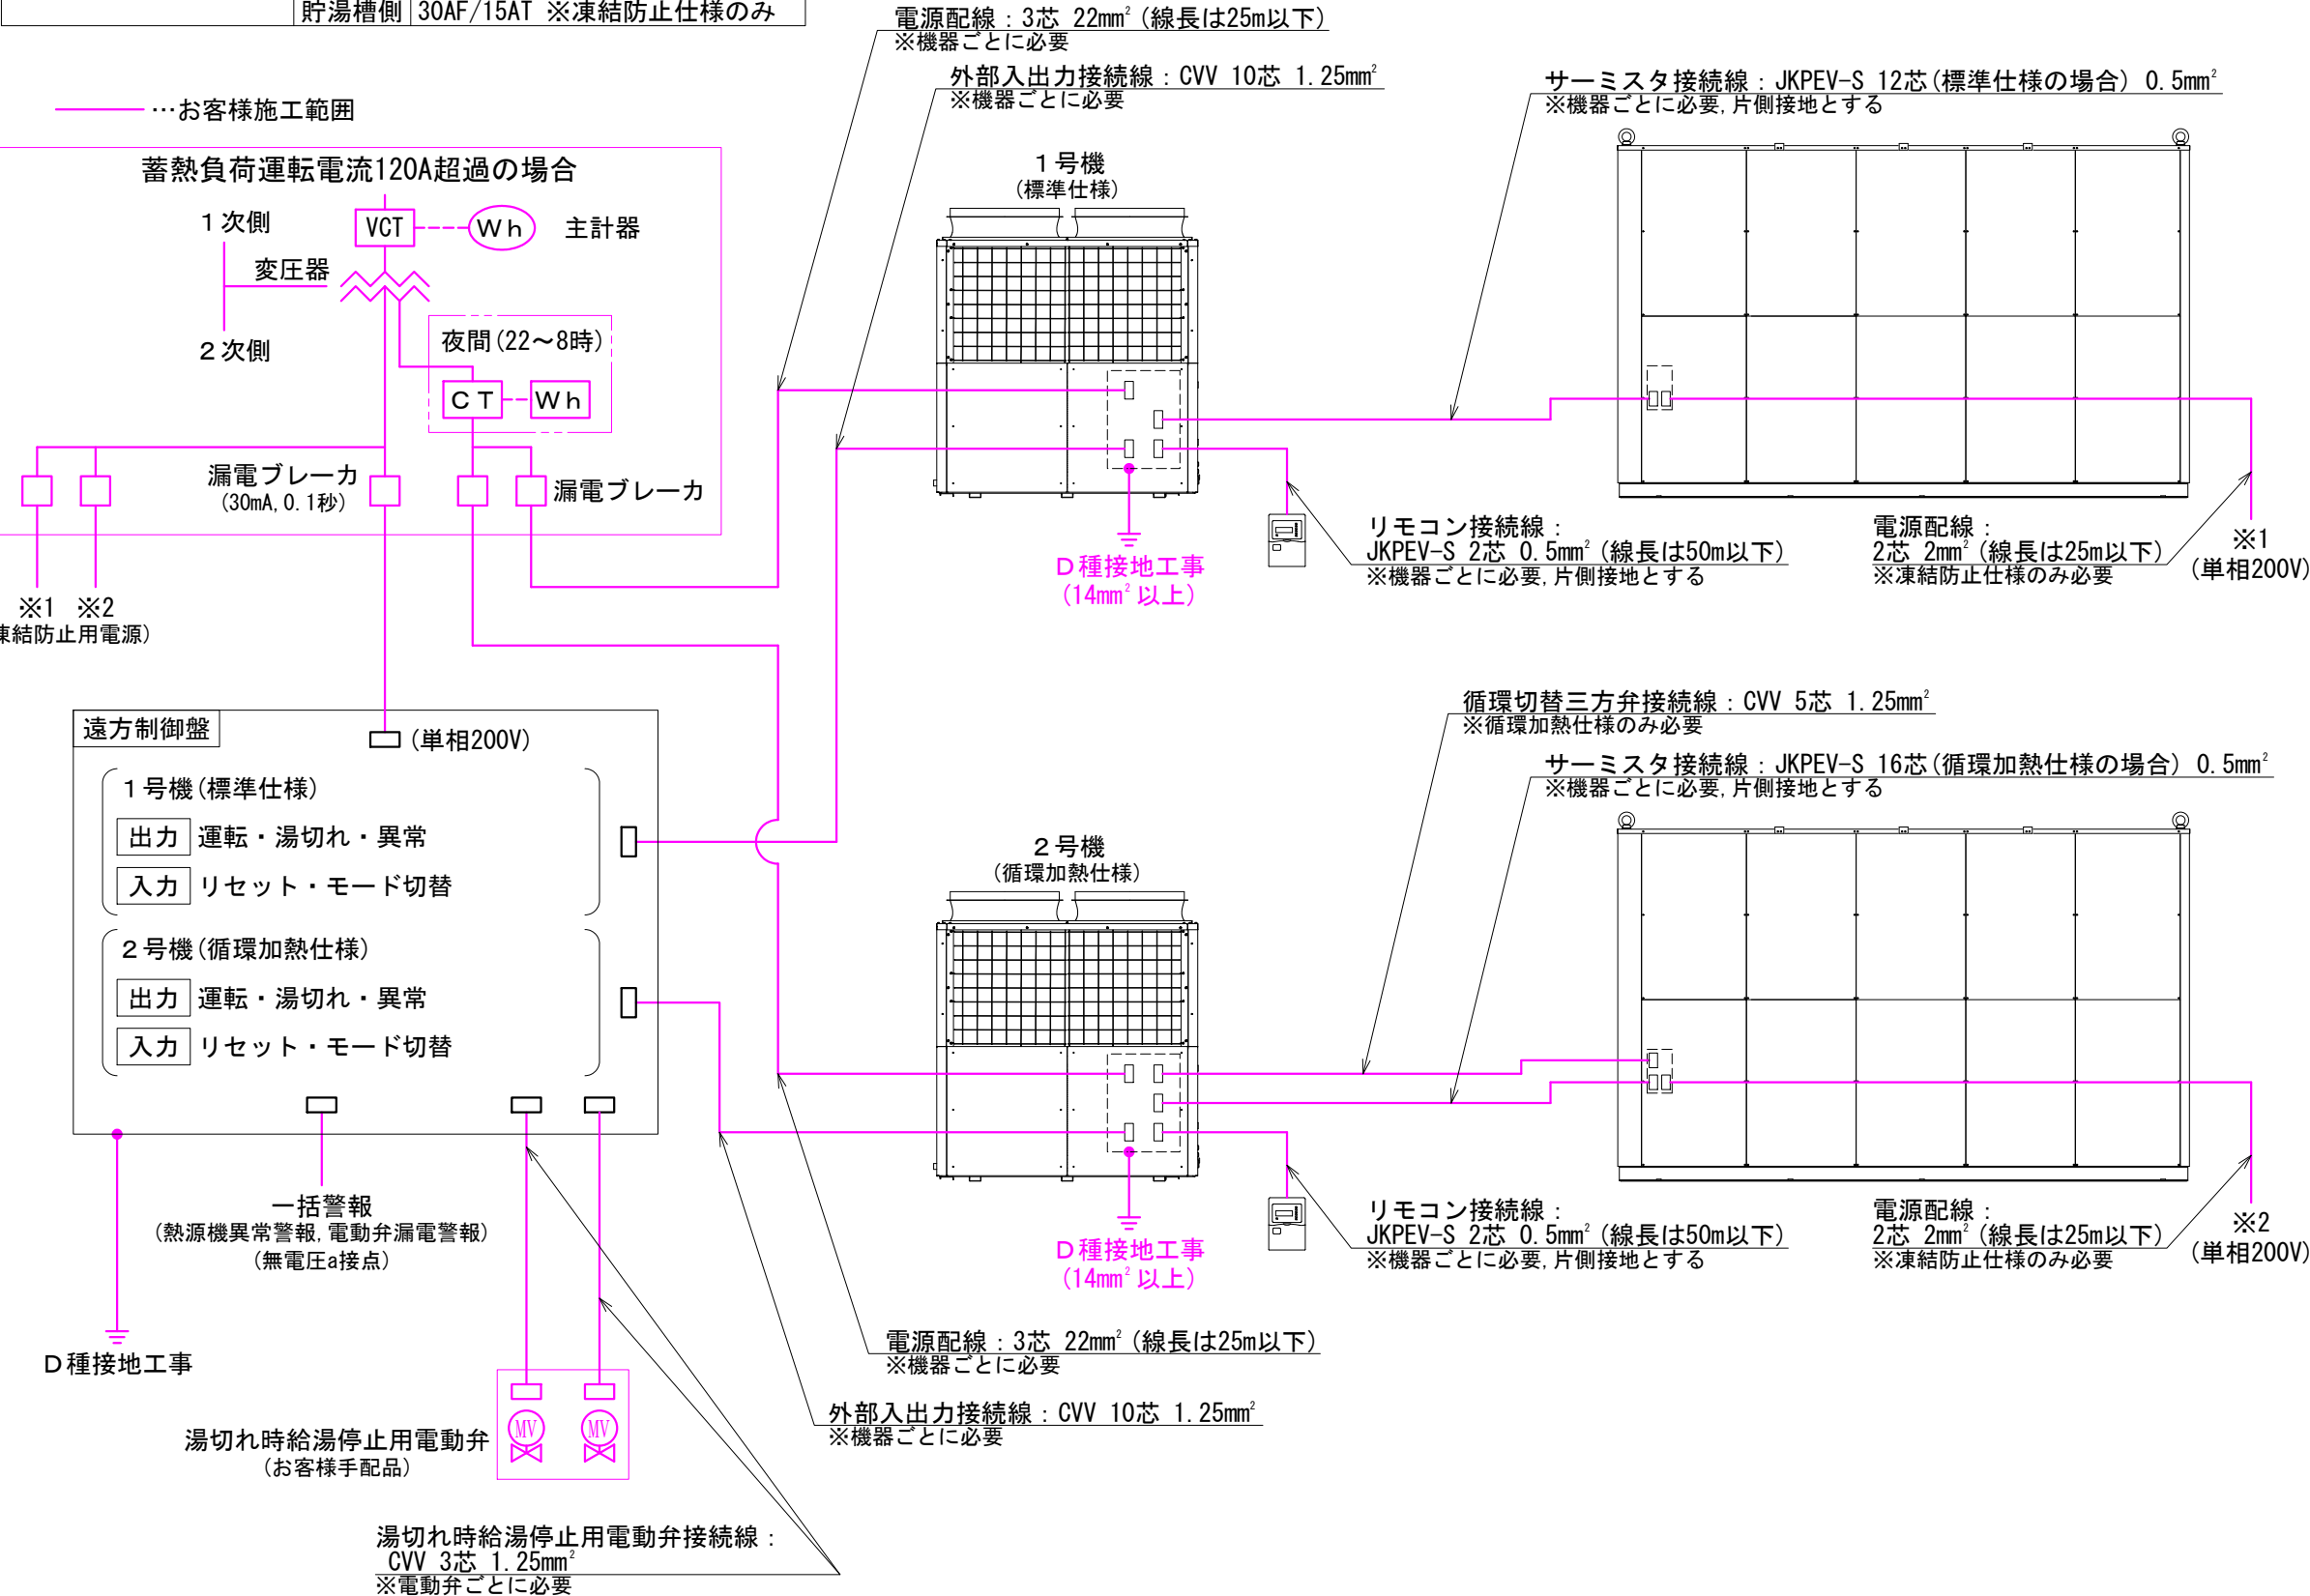 貯湯槽側 30AF/15AT ※凍結防止仕様のみ
電源配線：3芯 22mm²(線長は25m以下)
※機器ごとに必要
外部入出力接続線：CVV 10芯 1.25mm²
※機器ごとに必要
サーミスタ接続線：JKPEV-S 12芯(標準仕様の場合) 0.5mm²
※機器ごとに必要,片側接地とする
…お客様施工範囲
蓄熱負荷運転電流120A超過の場合
1次側
VCT
Wh
主計器
変圧器
2次側
夜間(22～8時)
CT
Wh
漏電ブレーカ
(30mA,0.1秒)
漏電ブレーカ
※1 ※2
凍結防止用電源)
1号機
(標準仕様)
D種接地工事
(14mm²以上)
リモコン接続線：
JKPEV-S 2芯 0.5mm²(線長は50m以下)
※機器ごとに必要,片側接地とする
電源配線：
2芯 2mm²(線長は25m以下)
※凍結防止仕様のみ必要
※1
(単相200V)
遠方制御盤
(単相200V)
1号機(標準仕様)
出力 運転・湯切れ・異常
入力 リセット・モード切替
2号機(循環加熱仕様)
出力 運転・湯切れ・異常
入力 リセット・モード切替
循環切替三方弁接続線：CVV 5芯 1.25mm²
※循環加熱仕様のみ必要
サーミスタ接続線：JKPEV-S 16芯(循環加熱仕様の場合) 0.5mm²
※機器ごとに必要,片側接地とする
2号機
(循環加熱仕様)
D種接地工事
(14mm²以上)
リモコン接続線：
JKPEV-S 2芯 0.5mm²(線長は50m以下)
※機器ごとに必要,片側接地とする
電源配線：
2芯 2mm²(線長は25m以下)
※凍結防止仕様のみ必要
※2
(単相200V)
一括警報
(熱源機異常警報,電動弁漏電警報)
(無電圧a接点)
D種接地工事
電源配線：3芯 22mm²(線長は25m以下)
※機器ごとに必要
外部入出力接続線：CVV 10芯 1.25mm²
※機器ごとに必要
MV
MV
湯切れ時給湯停止用電動弁
(お客様手配品)
湯切れ時給湯停止用電動弁接続線：
CVV 3芯 1.25mm²
※電動弁ごとに必要